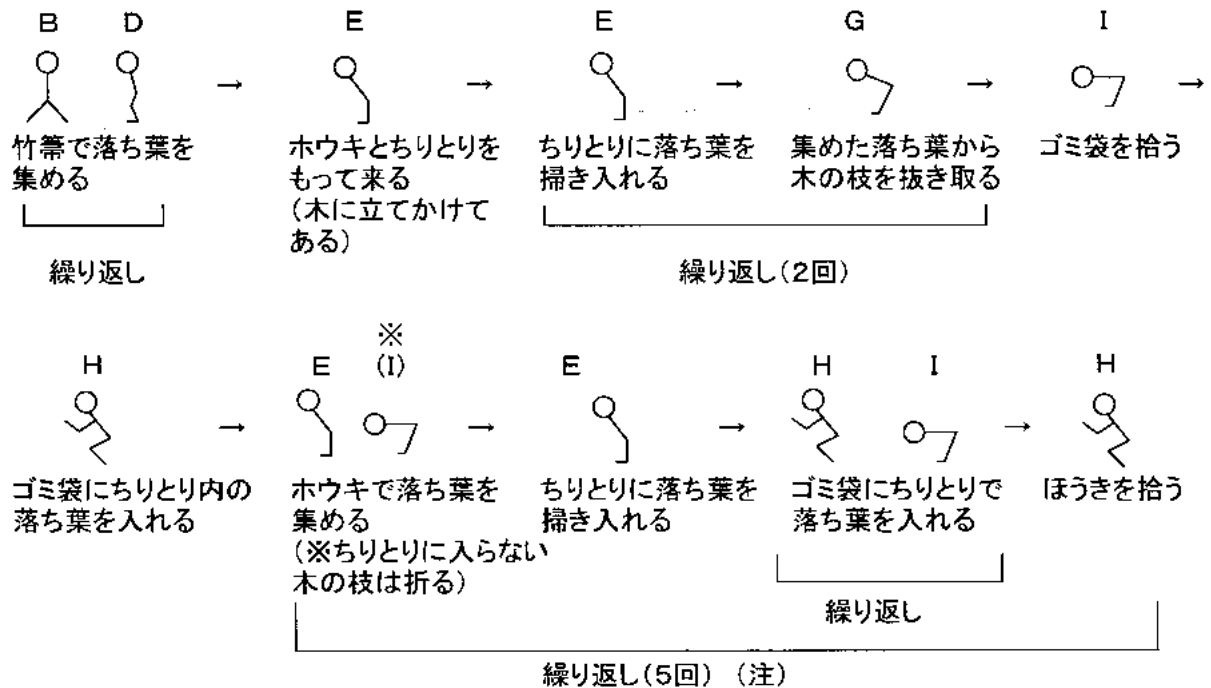 B D E E G I
→ → → → →
竹箒で落ち葉を
集める
ホウキとちりとりを
もって来る
(木に立てかけて
ある)
ちりとりに落ち葉を
掃き入れる
集めた落ち葉から
木の枝を抜き取る
ゴミ袋を拾う
繰り返し
繰り返し(2回)
※
H E (I) E H I H
→ → → →
ゴミ袋にちりとり内の
落ち葉を入れる
ホウキで落ち葉を
集める
(※ちりとりに入らない
木の枝は折る)
ちりとりに落ち葉を
掃き入れる
ゴミ袋にちりとりで
落ち葉を入れる
ほうきを拾う
繰り返し
繰り返し(5回) (注)